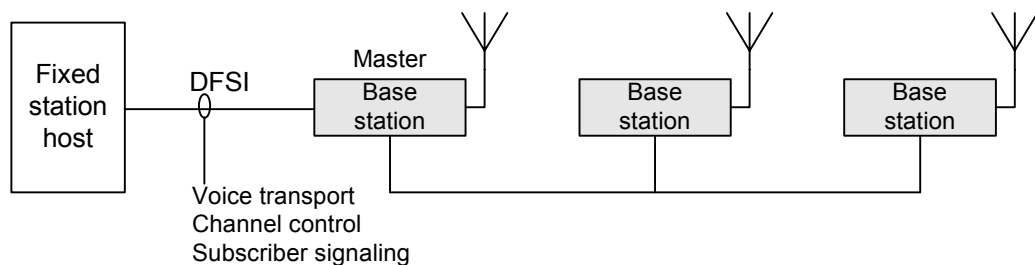 Fixed
station
host
DFSI
Voice transport
Channel control
Subscriber signaling
Master
Base
station
Base
station
Base
station